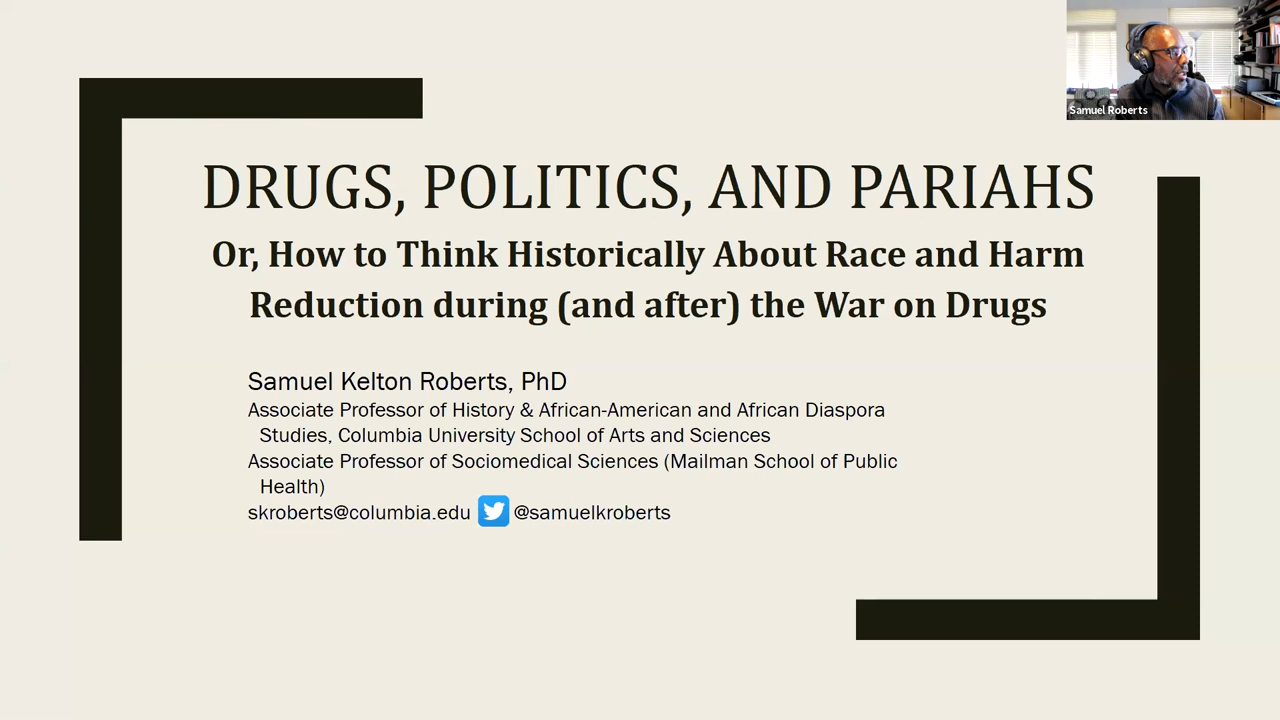 Samuel Roberts
DRUGS, POLITICS, AND PARIAHS
Or, How to Think Historically About Race and Harm
Reduction during (and after) the War on Drugs
Samuel Kelton Roberts, PhD
Associate Professor of History & African-American and African Diaspora
Studies, Columbia University School of Arts and Sciences
Associate Professor of Sociomedical Sciences (Mailman School of Public
Health)
skroberts@columbia.edu @samuelkroberts